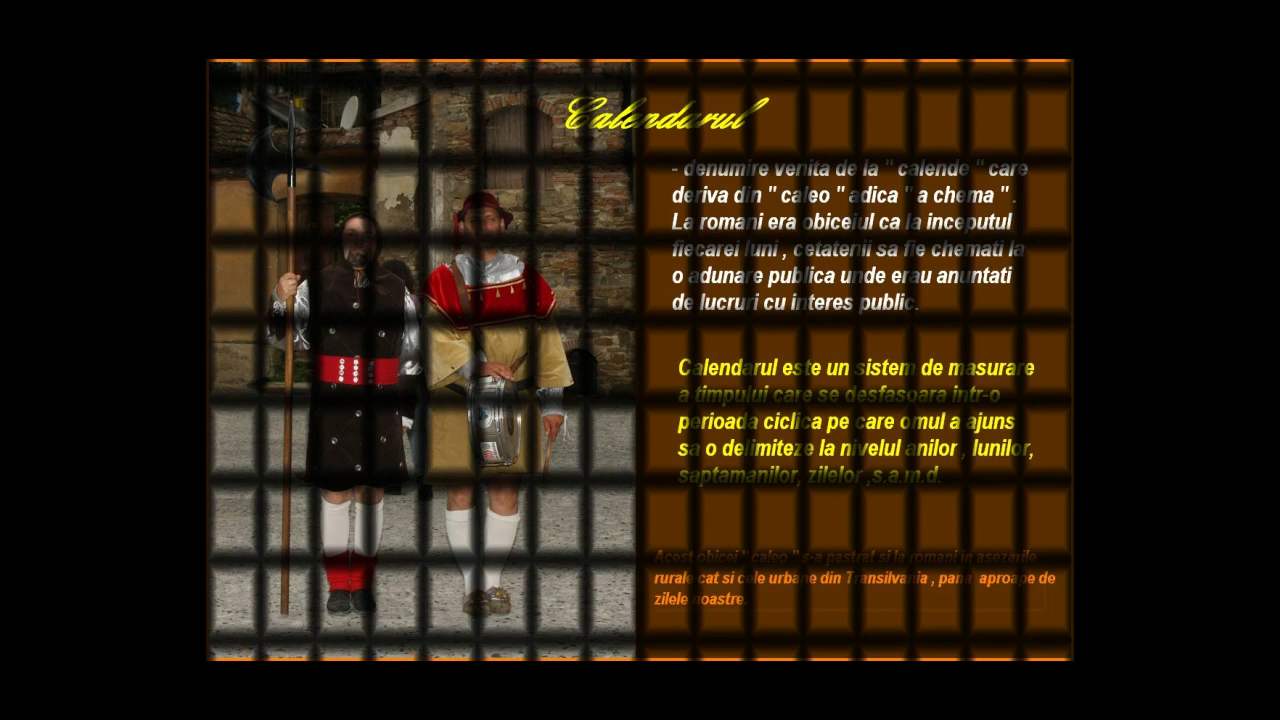 Calendarul
- denumire venita de la " calende " care
deriva din " caleo " adica " a chema " .
La romani era obiceiul ca la inceputul
fiecarei luni , cetatenii sa fie chemati la
o adunare publica unde erau anuntati
de lucruri cu interes public.
Calendarul este un sistem de masurare
a timpului care se desfasoara intr-o
perioada ciclica pe care omul a ajuns
sa o delimiteze la nivelul anilor , lunilor,
saptamanilor, zilelor ,s.a.m.d.
Acest obicei " caleo " s-a pastrat si la romani in asezarile
rurale cat si cele urbane din Transilvania , pana aproape de
zilele noastre.